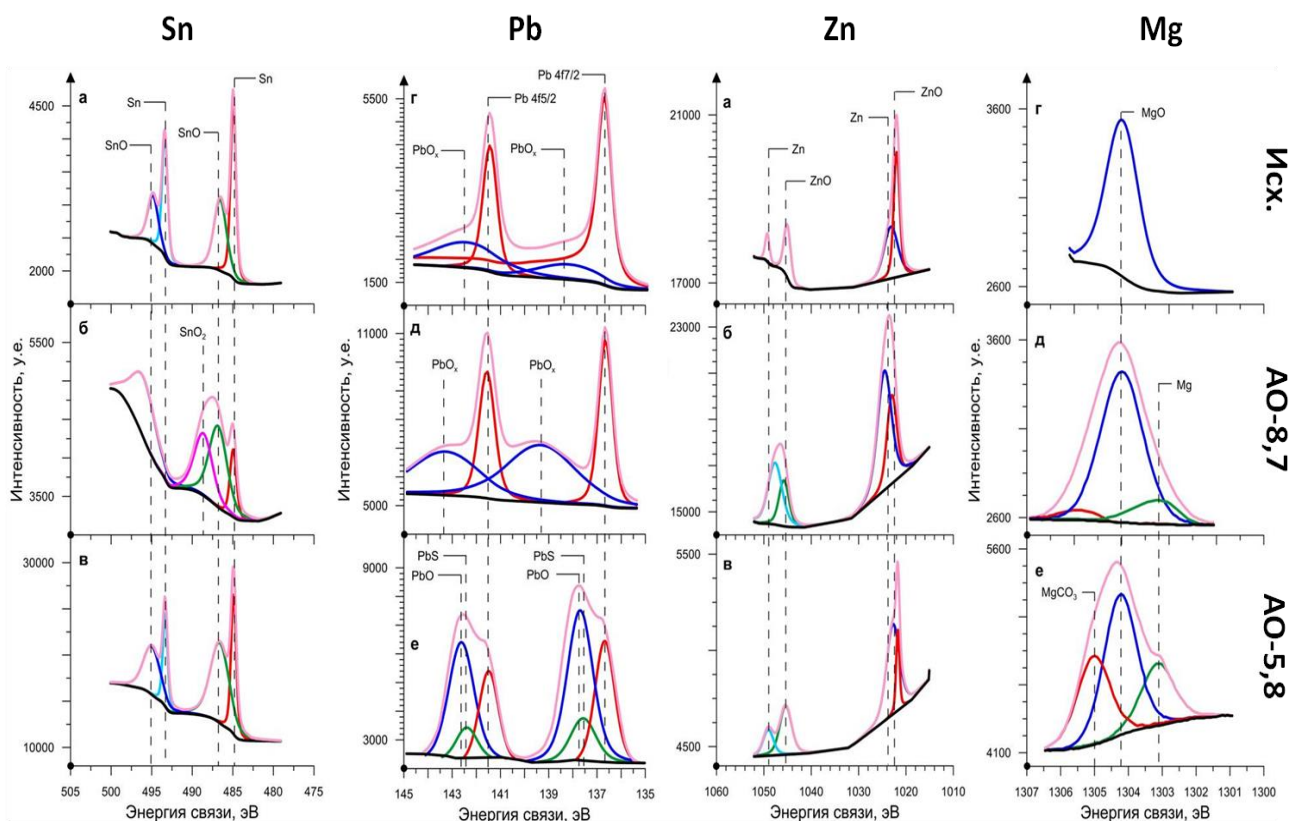 Sn Pb Zn Mg
Интенсивность, у.е.
4500
2000
а
SnO
Sn
SnO
Sn
Интенсивность, у.е.
5500
1500
г
PbOx
Pb 4f5/2
PbOx
Pb 4f7/2
Интенсивность, у.е.
21000
17000
а
Zn
ZnO
Zn
ZnO
Интенсивность, у.е.
3600
2600
г
MgO
Исх.
5500
3500
б
SnO2
11000
5000
д
PbOx
PbOx
23000
15000
б
3600
2600
д
Mg
АО-8,7
30000
10000
в
9000
3000
е
PbS
PbO
PbS
PbO
5500
4500
в
5600
4100
е
MgCO3
АО-5,8
505 500 495 490 485 480 475
Энергия связи, эВ
145 143 141 139 137 135
Энергия связи, эВ
1060 1050 1040 1030 1020 1010
Энергия связи, эВ
1307 1306 1305 1304 1303 1302 1301 1300
Энергия связи, эВ